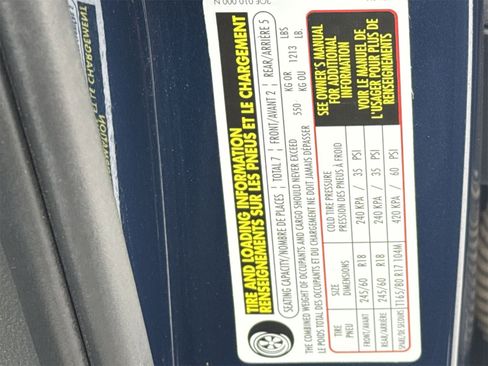 3QF.010.000.N
TIRE AND LOADING INFORMATION
RENSEIGNEMENTS SUR LES PNEUS ET LE CHARGEMENT
SEATING CAPACITY/NOMBRE DE PLACES | TOTAL 7 | FRONT/AVANT 2 | REAR/ARRIÈRE 5
THE COMBINED WEIGHT OF OCCUPANTS AND CARGO SHOULD NEVER EXCEED 550 KG OR 1213 LBS
LE POIDS TOTAL DES OCCUPANTS ET DU CHARGEMENT NE DOIT JAMAIS DÉPASSER 550 KG OU 1213 LB.
TIRE SIZE COLD TIRE PRESSURE
PNEU DIMENSIONS PRESSION DES PNEUS À FROID
FRONT/AVANT 245/60 R18 240 KPA / 35 PSI
REAR/ARRIÈRE 245/60 R18 240 KPA / 35 PSI
SPARE/DE SECOURS T165/80 R17 104M 420 KPA / 60 PSI
SEE OWNER'S MANUAL
FOR ADDITIONAL
INFORMATION
VOIR LE MANUEL DE
L'USAGER POUR PLUS DE
RENSEIGNEMENTS